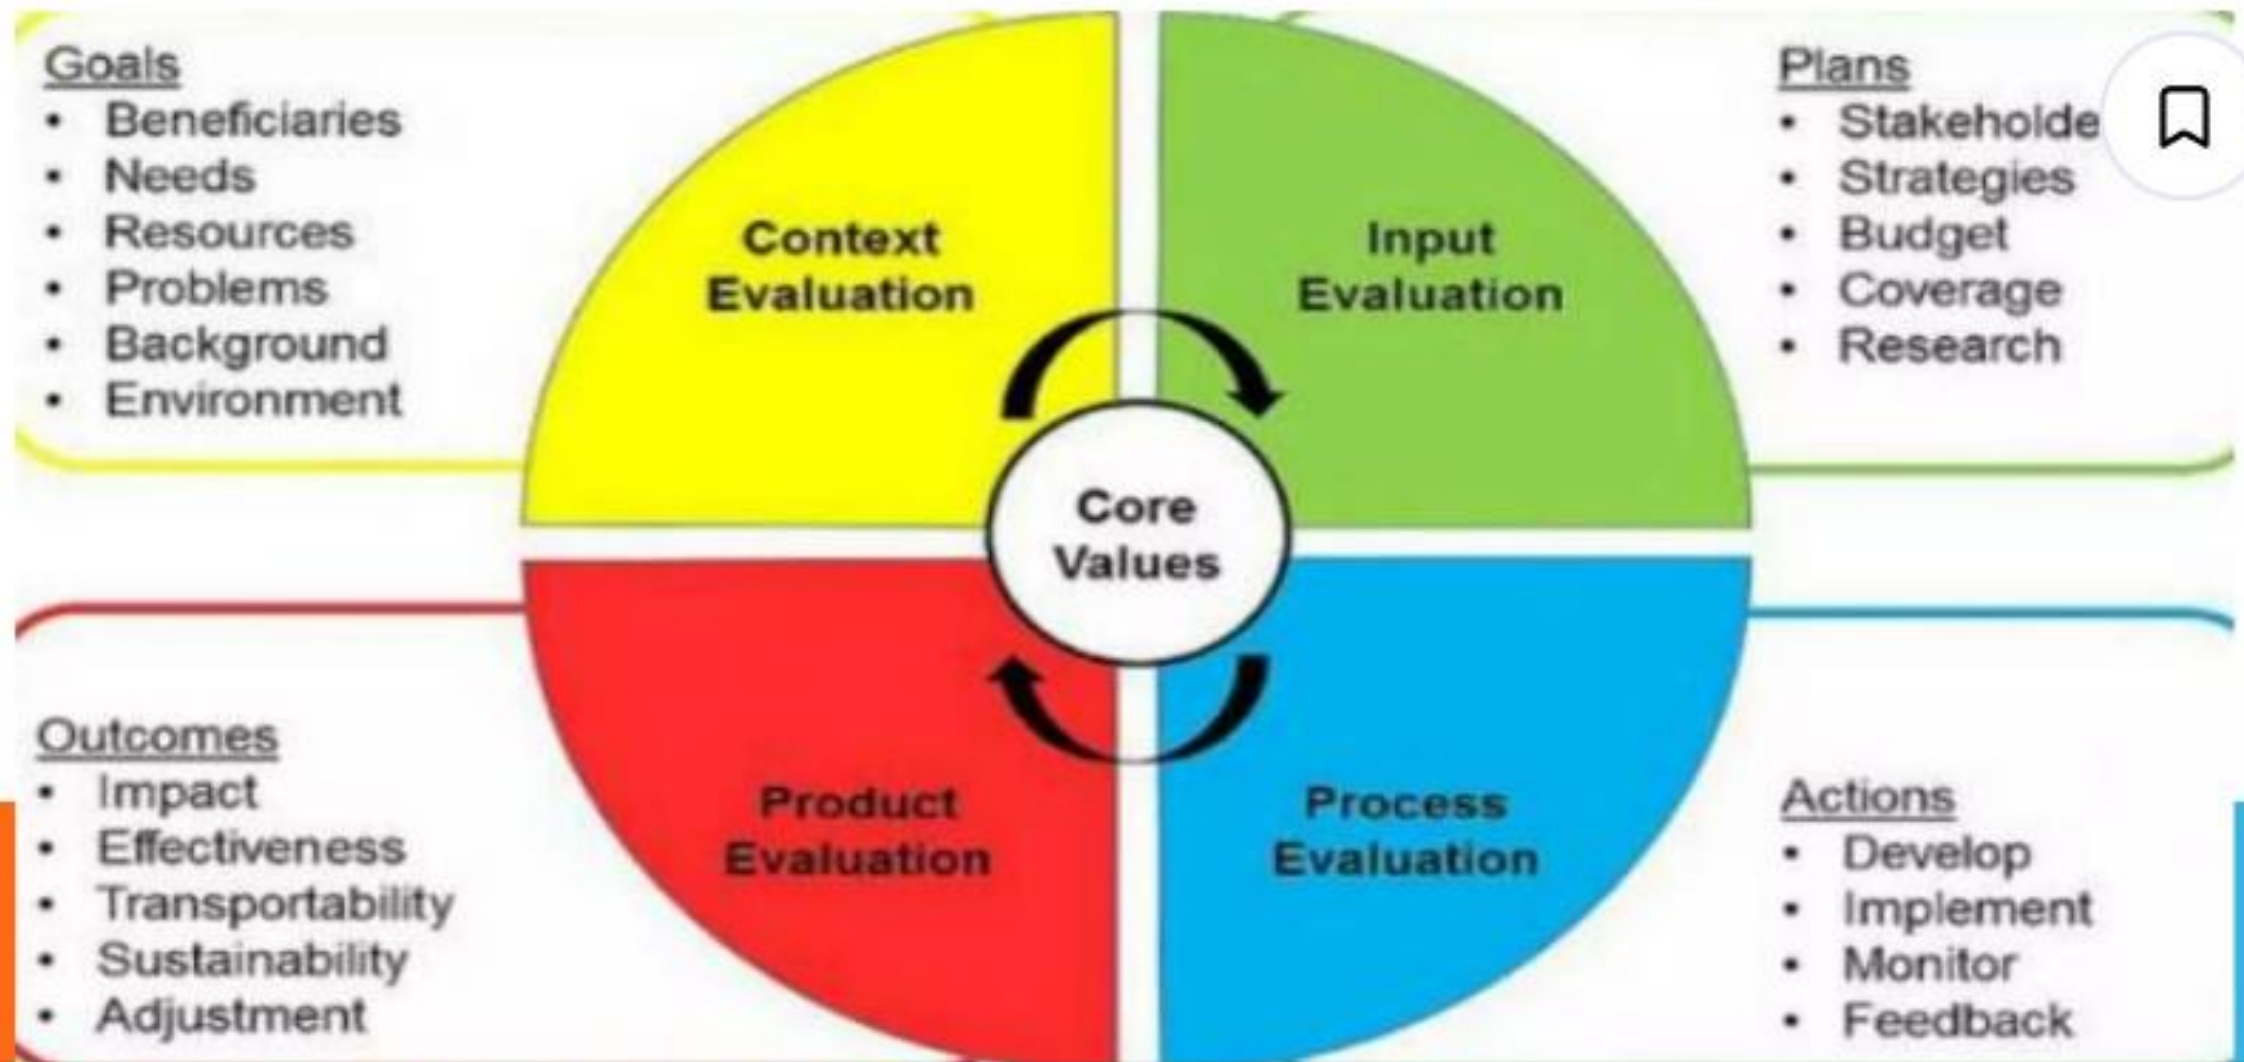 Goals
• Beneficiaries
• Needs
• Resources
• Problems
• Background
• Environment
Context
Evaluation
Input
Evaluation
Plans
• Stakeholde
• Strategies
• Budget
• Coverage
• Research
Core
Values
Outcomes
• Impact
• Effectiveness
• Transportability
• Sustainability
• Adjustment
Product
Evaluation
Process
Evaluation
Actions
• Develop
• Implement
• Monitor
• Feedback